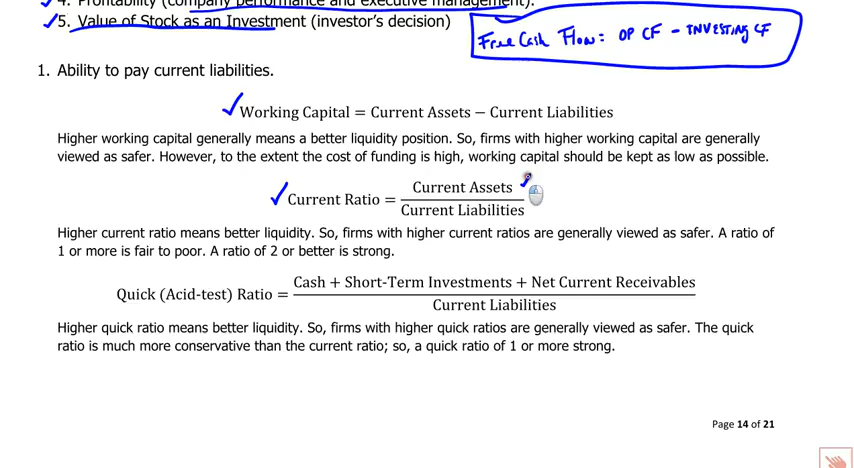 4. Profitability (company performance and executive management).
5. Value of Stock as an Investment (investor's decision)
Free Cash Flow: OP CF - INVESTING CF
1. Ability to pay current liabilities.
Working Capital = Current Assets − Current Liabilities
Higher working capital generally means a better liquidity position. So, firms with higher working capital are generally
viewed as safer. However, to the extent the cost of funding is high, working capital should be kept as low as possible.
Current Ratio = Current Assets
Current Liabilities
Higher current ratio means better liquidity. So, firms with higher current ratios are generally viewed as safer. A ratio of
1 or more is fair to poor. A ratio of 2 or better is strong.
Quick (Acid-test) Ratio = Cash + Short-Term Investments + Net Current Receivables
Current Liabilities
Higher quick ratio means better liquidity. So, firms with higher quick ratios are generally viewed as safer. The quick
ratio is much more conservative than the current ratio; so, a quick ratio of 1 or more strong.
Page 14 of 21